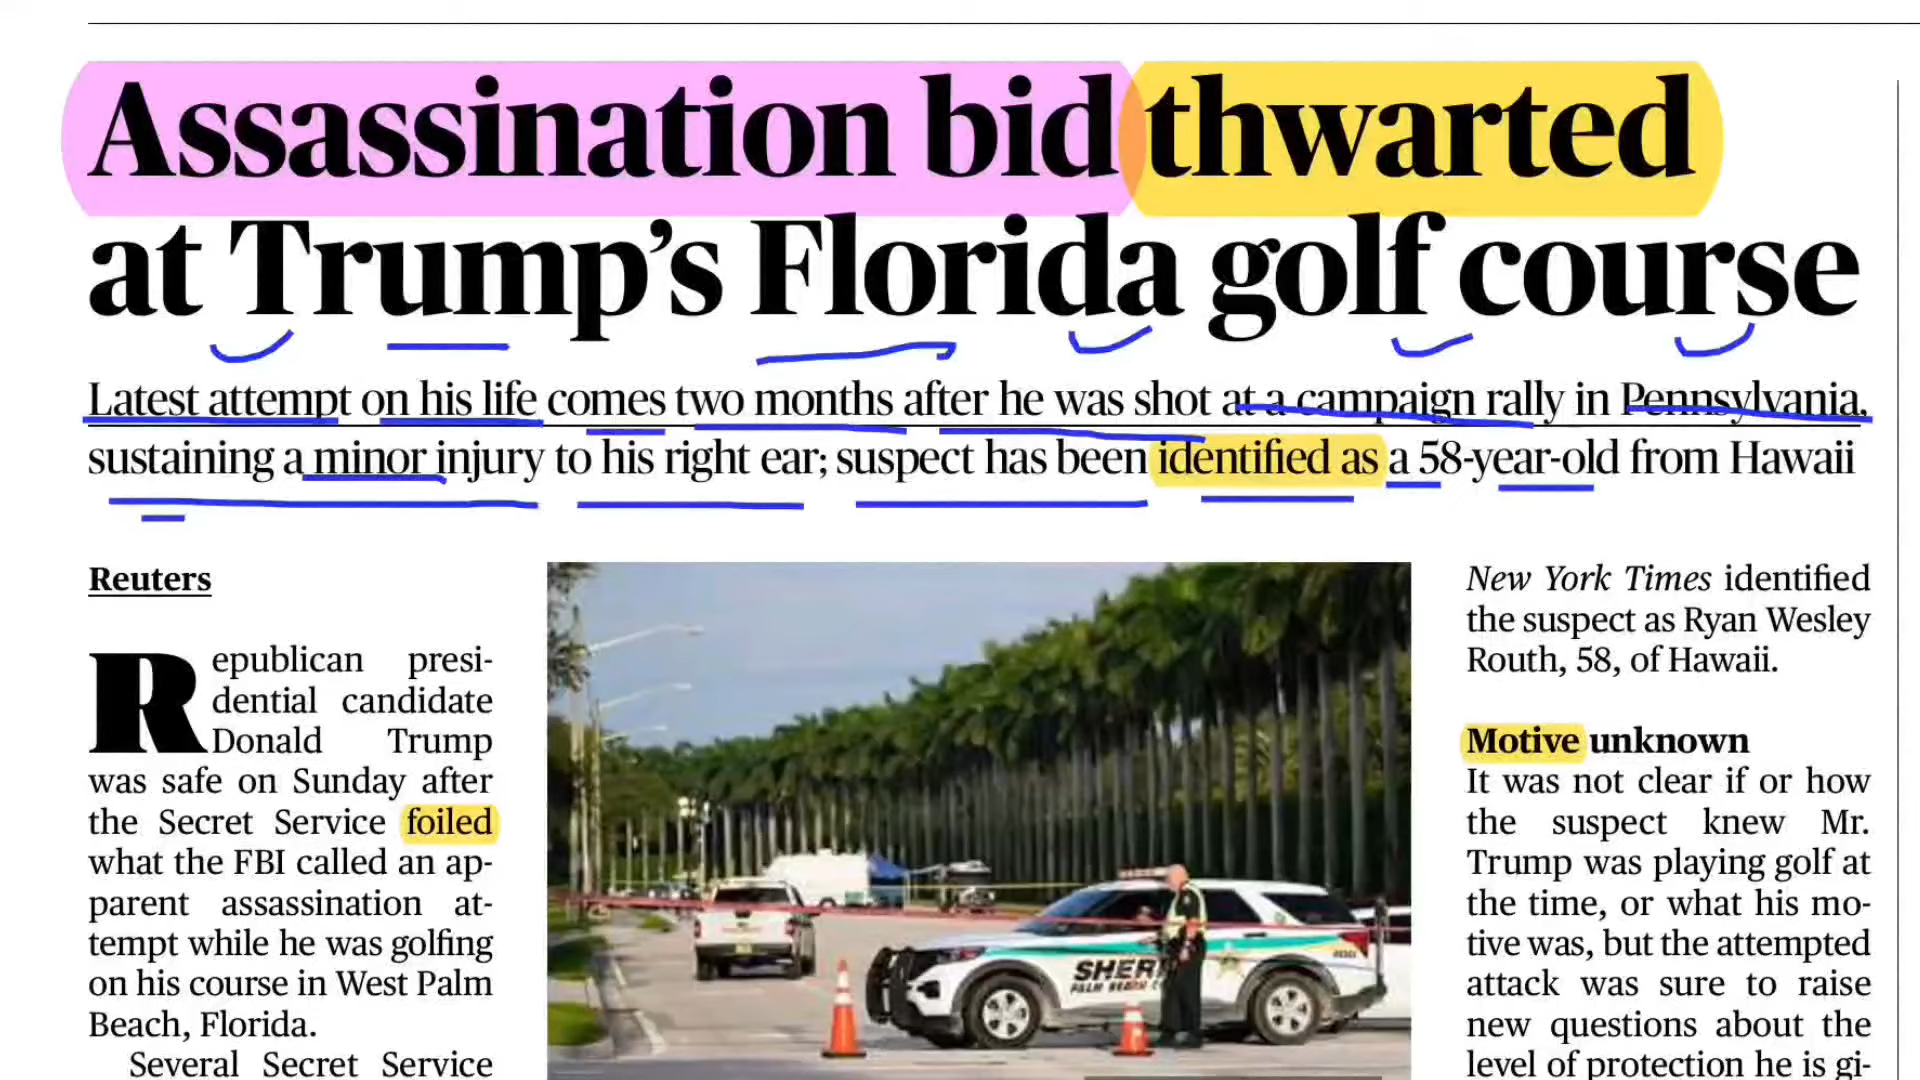 Assassination bid thwarted
at Trump’s Florida golf course
Latest attempt on his life comes two months after he was shot at a campaign rally in Pennsylvania,
sustaining a minor injury to his right ear; suspect has been identified as a 58-year-old from Hawaii
Reuters
Republican presi-
dential candidate
Donald Trump
was safe on Sunday after
the Secret Service foiled
what the FBI called an ap-
parent assassination at-
tempt while he was golfing
on his course in West Palm
Beach, Florida.
Several Secret Service
SHERI
PALM BEACH C
New York Times identified
the suspect as Ryan Wesley
Routh, 58, of Hawaii.
Motive unknown
It was not clear if or how
the suspect knew Mr.
Trump was playing golf at
the time, or what his mo-
tive was, but the attempted
attack was sure to raise
new questions about the
level of protection he is gi-